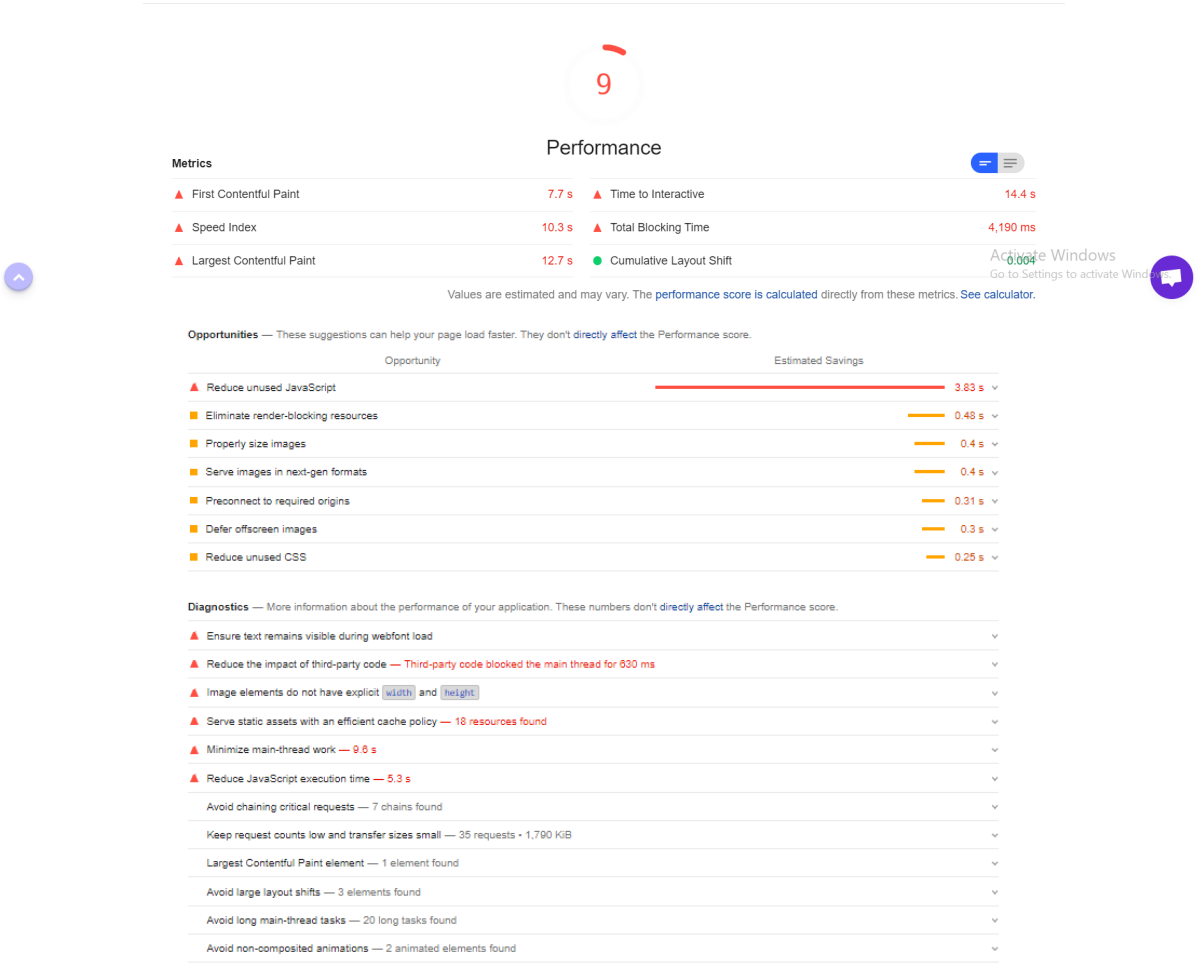 9
Performance
Metrics
First Contentful Paint 7.7 s
Time to Interactive 14.4 s
Speed Index 10.3 s
Total Blocking Time 4,190 ms
Largest Contentful Paint 12.7 s
Cumulative Layout Shift 0.004
Activate Windows
Go to Settings to activate Windows.
Values are estimated and may vary. The performance score is calculated directly from these metrics. See calculator.
Opportunities — These suggestions can help your page load faster. They don't directly affect the Performance score.
Opportunity Estimated Savings
Reduce unused JavaScript 3.83 s
Eliminate render-blocking resources 0.48 s
Properly size images 0.4 s
Serve images in next-gen formats 0.4 s
Preconnect to required origins 0.31 s
Defer offscreen images 0.3 s
Reduce unused CSS 0.25 s
Diagnostics — More information about the performance of your application. These numbers don't directly affect the Performance score.
Ensure text remains visible during webfont load
Reduce the impact of third-party code — Third-party code blocked the main thread for 630 ms
Image elements do not have explicit width and height
Serve static assets with an efficient cache policy — 18 resources found
Minimize main-thread work — 9.6 s
Reduce JavaScript execution time — 5.3 s
Avoid chaining critical requests — 7 chains found
Keep request counts low and transfer sizes small — 35 requests • 1,790 KiB
Largest Contentful Paint element — 1 element found
Avoid large layout shifts — 3 elements found
Avoid long main-thread tasks — 20 long tasks found
Avoid non-composited animations — 2 animated elements found